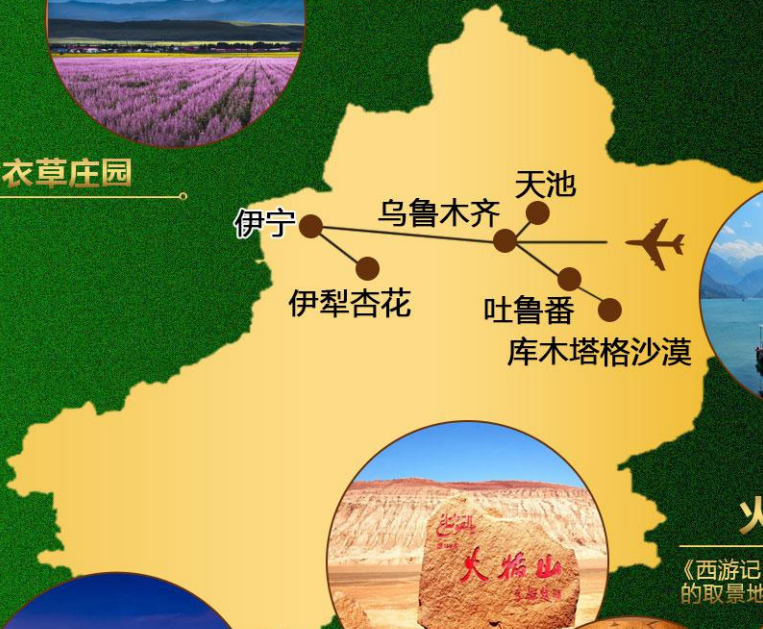 衣草庄园
天池
乌鲁木齐
伊宁
伊犁杏花
吐鲁番
库木塔格沙漠
火焰山
火
《西游记
的取景地